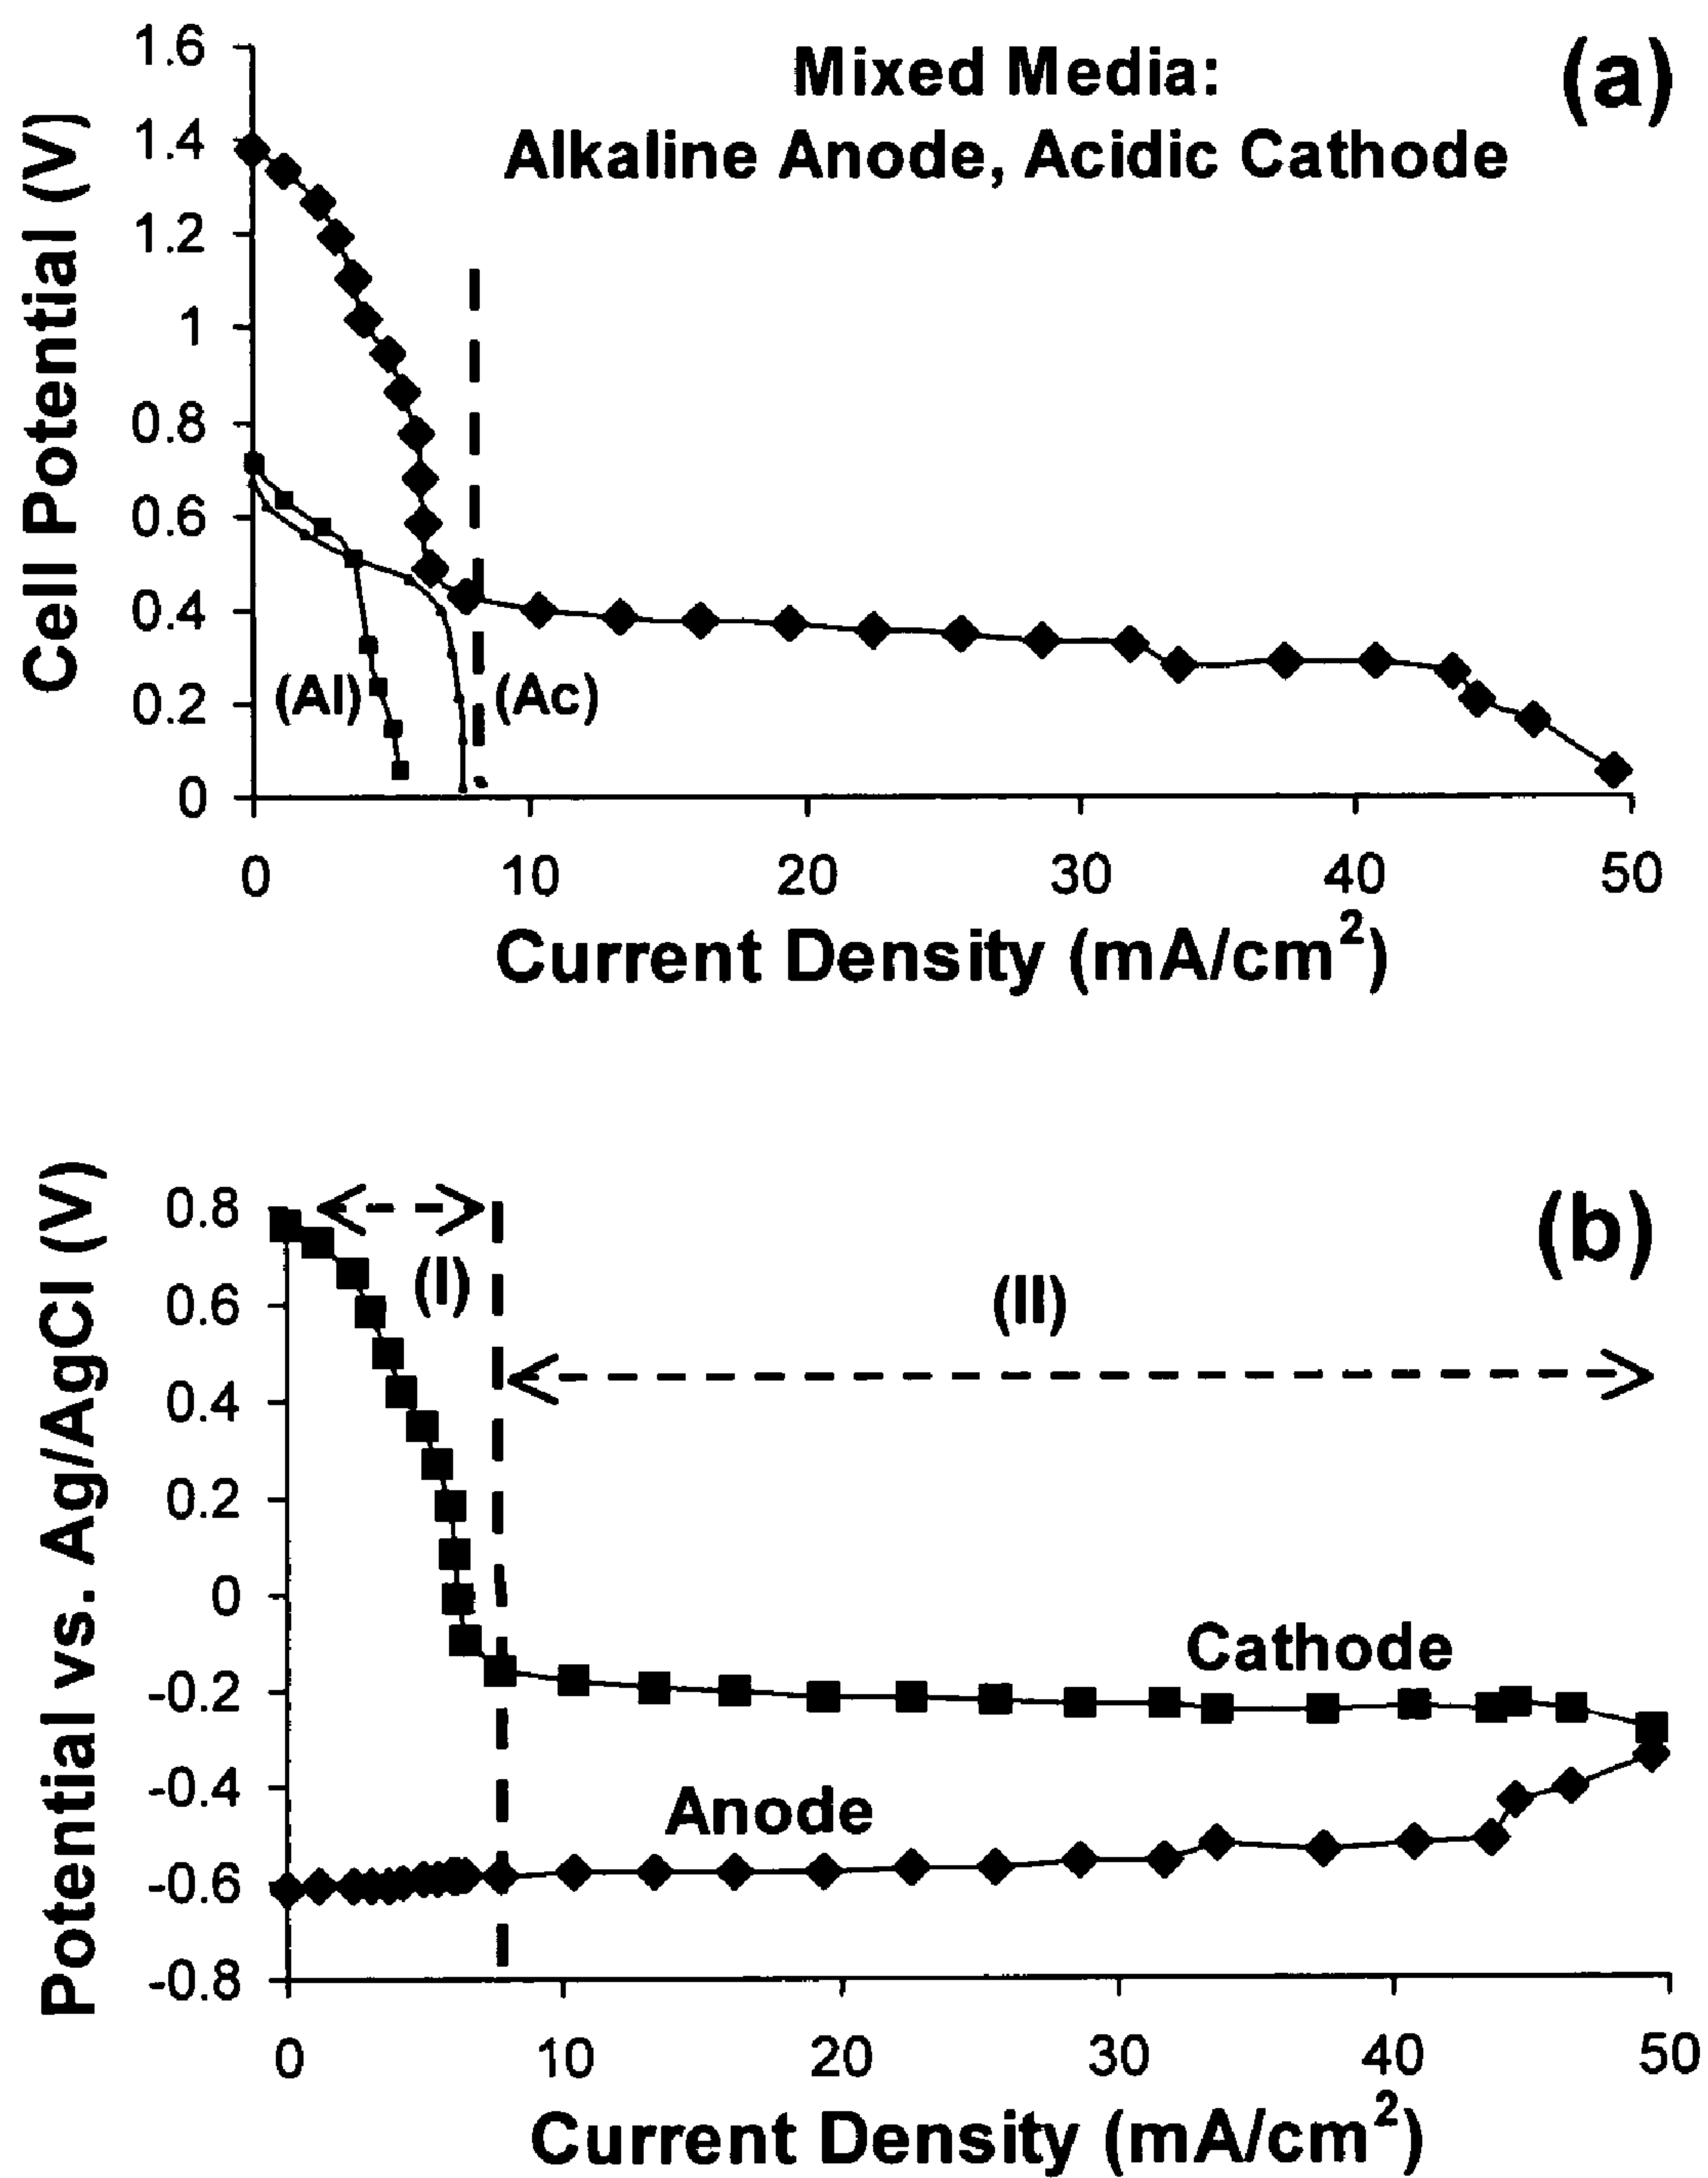 (a)
Mixed Media:
Alkaline Anode, Acidic Cathode
Cell Potential (V)
1.6
1.4
1.2
1
0.8
0.6
0.4
0.2
0
(Al)
(Ac)
0 10 20 30 40 50
Current Density (mA/cm²)
(b)
Potential vs. Ag/AgCl (V)
0.8
0.6
0.4
0.2
0
-0.2
-0.4
-0.6
-0.8
(I)
(II)
Cathode
Anode
0 10 20 30 40 50
Current Density (mA/cm²)